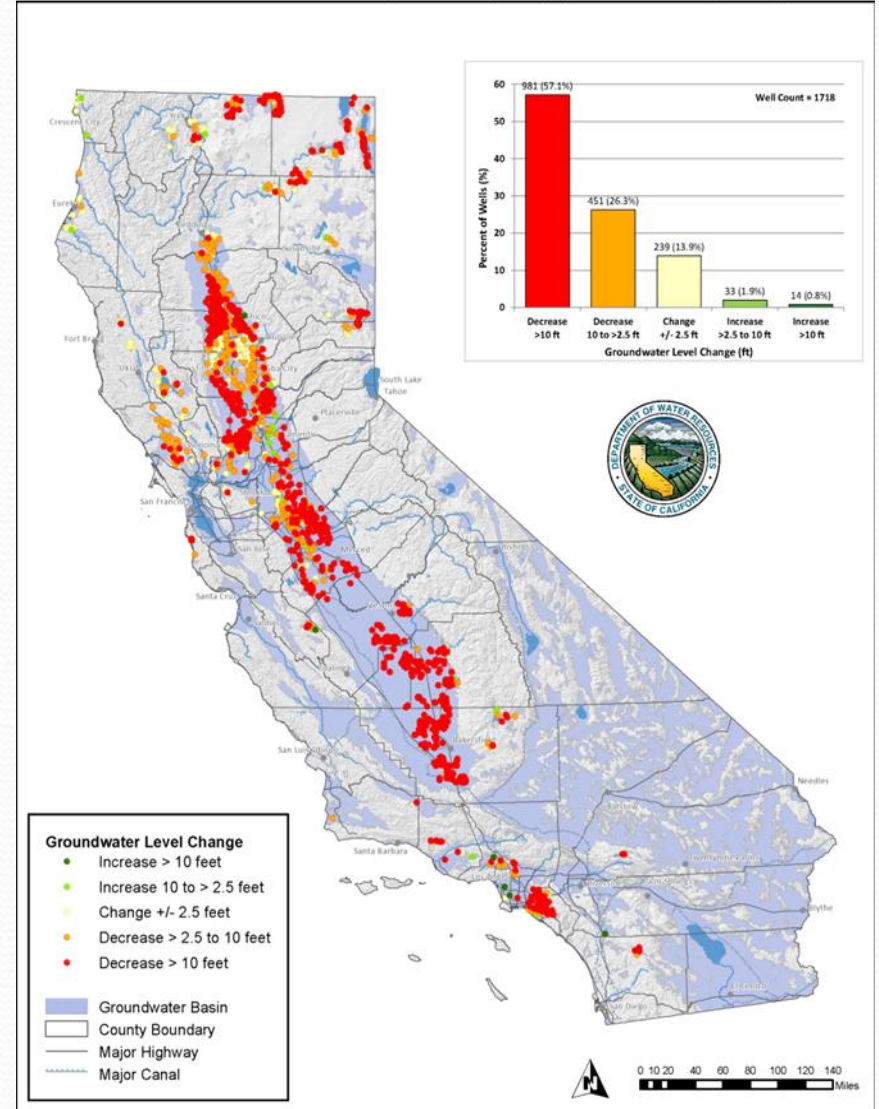 60
50
40
30
20
10
0
Percent of Wells (%)
981 (57.1%)
451 (26.3%)
239 (13.9%)
33 (1.9%)
14 (0.8%)
Well Count = 1718
Decrease
>10 ft
Decrease
10 to >2.5 ft
Change
+/- 2.5 ft
Increase
>2.5 to 10 ft
Increase
>10 ft
Groundwater Level Change (ft)
Crescent City
Fort Bragg
South Lake
Tahoe
Placerville
San Francisco
San Jose
Merced
Santa Cruz
Bakersfield
San Luis Obispo
Needles
Barstow
Santa Barbara
Twentynine Palms
Blythe
El Centro
San Diego
DEPARTMENT OF WATER RESOURCES
STATE OF CALIFORNIA
Groundwater Level Change
Increase > 10 feet
Increase 10 to > 2.5 feet
Change +/- 2.5 feet
Decrease > 2.5 to 10 feet
Decrease > 10 feet
Groundwater Basin
County Boundary
Major Highway
Major Canal
N
0 10 20 40 60 80 100 120 140
Miles